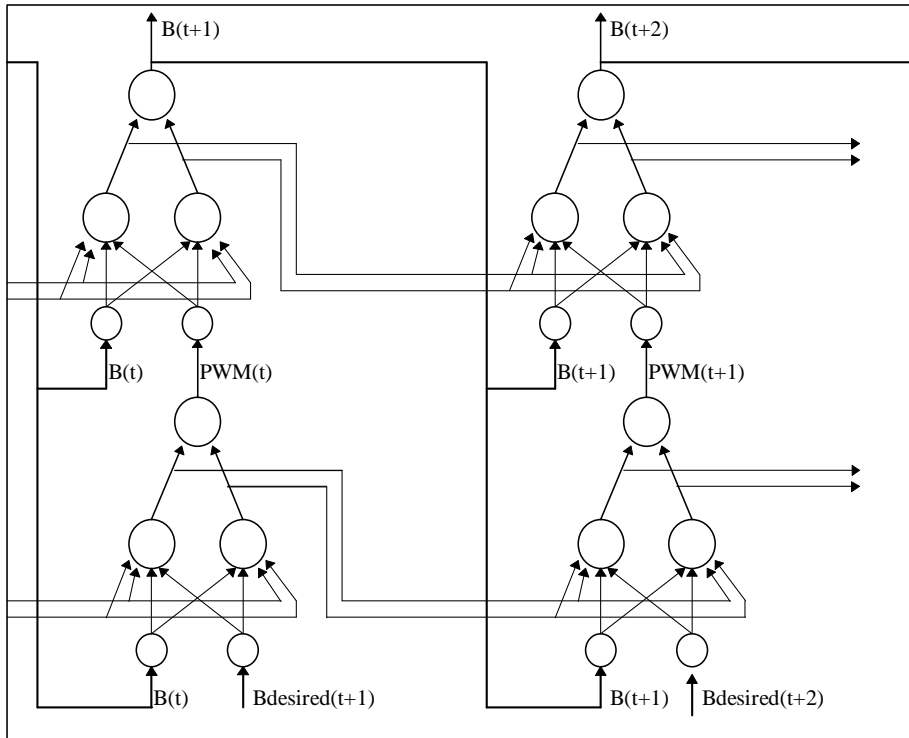 B(t+1)
B(t+2)
B(t)
PWM(t)
B(t+1)
PWM(t+1)
B(t)
Bdesired(t+1)
B(t+1)
Bdesired(t+2)